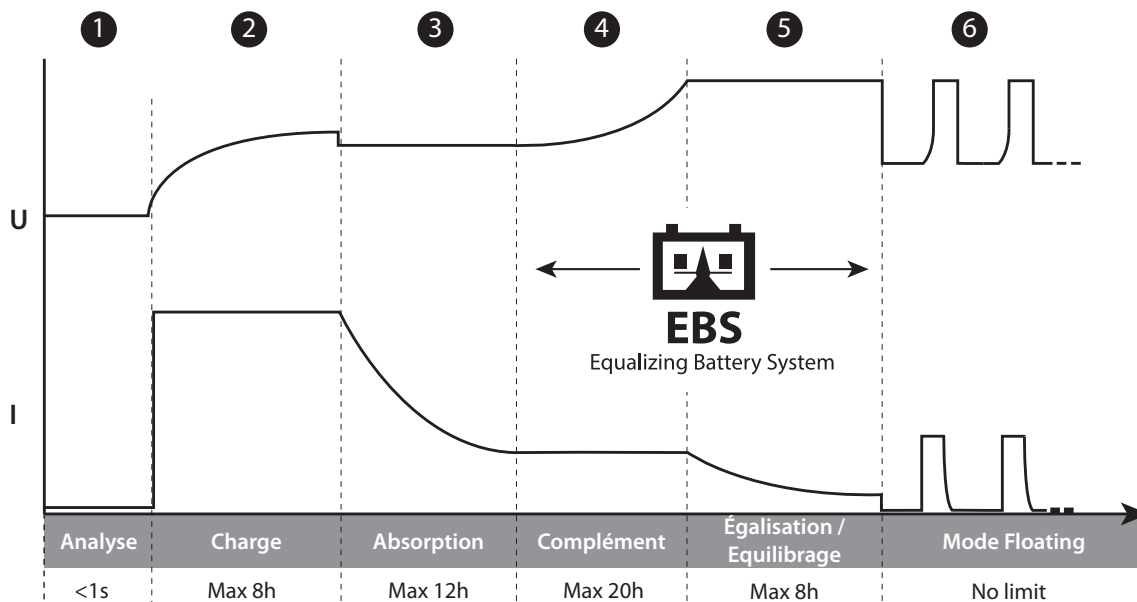 1 2 3 4 5 6
U
EBS
Equalizing Battery System
I
Analyse Charge Absorption Complément Égalisation / Equilibrage Mode Floating
<1s Max 8h Max 12h Max 20h Max 8h No limit